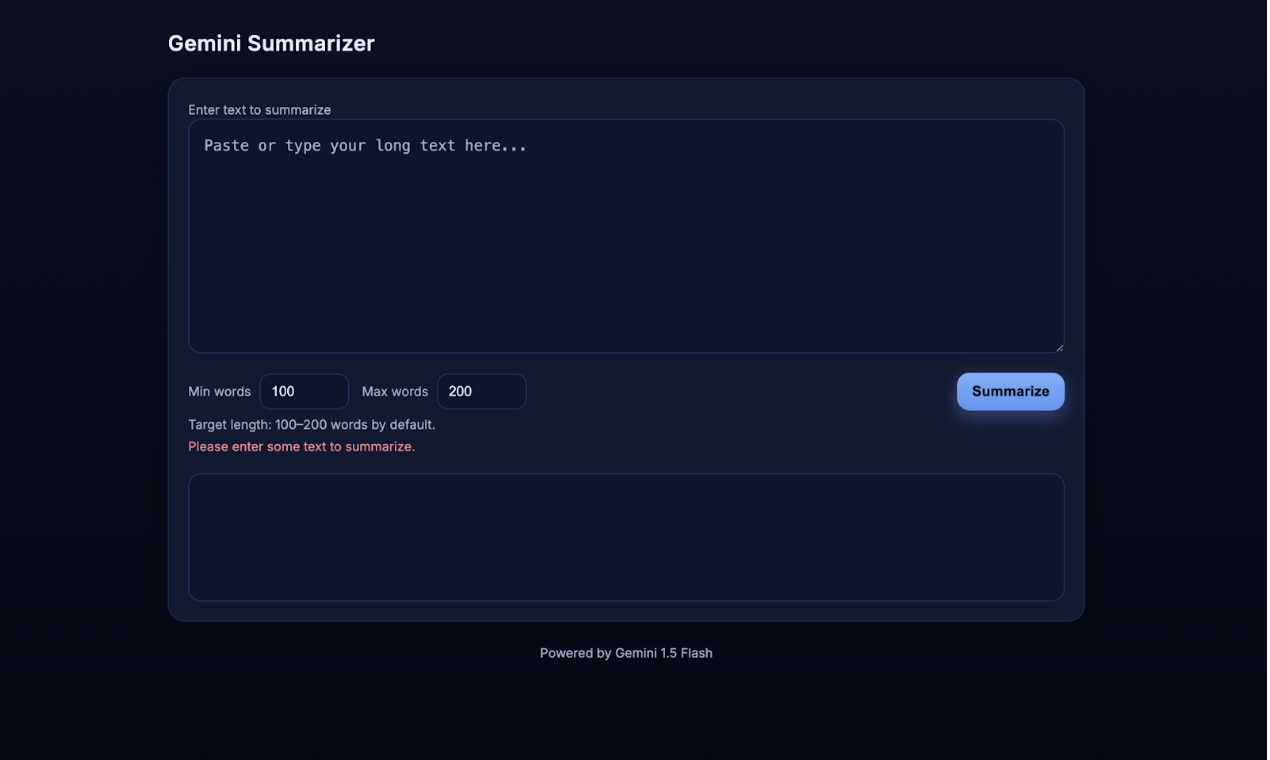 Gemini Summarizer
Enter text to summarize
Paste or type your long text here...
Min words 100 Max words 200 Summarize
Target length: 100–200 words by default.
Please enter some text to summarize.
Powered by Gemini 1.5 Flash